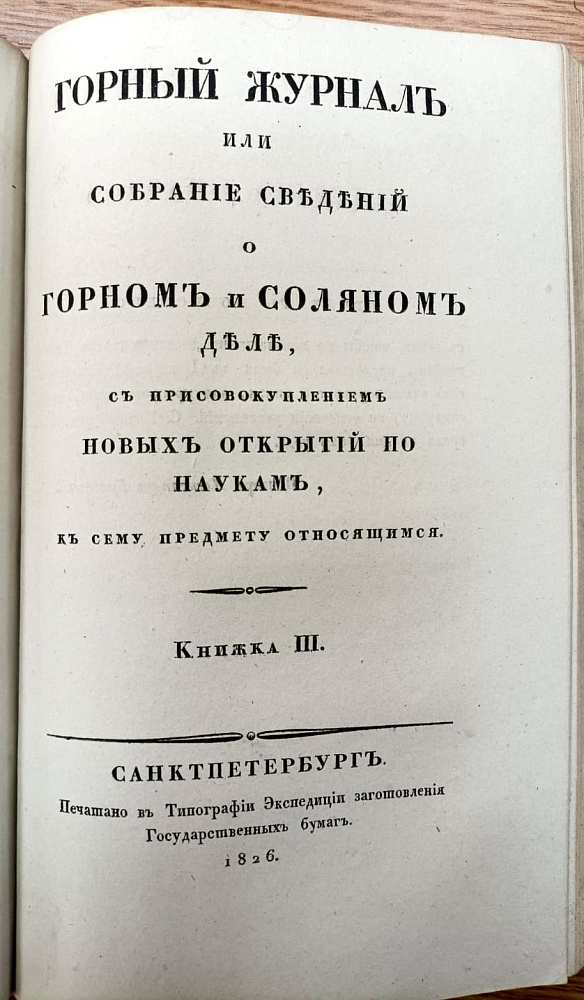 ГОРНЫЙ ЖУРНАЛЪ
ИЛИ
СОБРАНІЕ СВѢДѢНІЙ
О
ГОРНОМЪ и СОЛЯНОМЪ
ДѢЛѢ,
СЪ ПРИСОВОКУПЛЕНІЕМЪ
НОВЫХЪ ОТКРЫТІЙ ПО
НАУКАМЪ,
КЪ СЕМУ ПРЕДМЕТУ ОТНОСЯЩИМСЯ.
Книжка III.
САНКТПЕТЕРБУРГЪ.
Печатано въ Типографіи Экспедиціи заготовленія
Государственныхъ бумагъ.
1826.